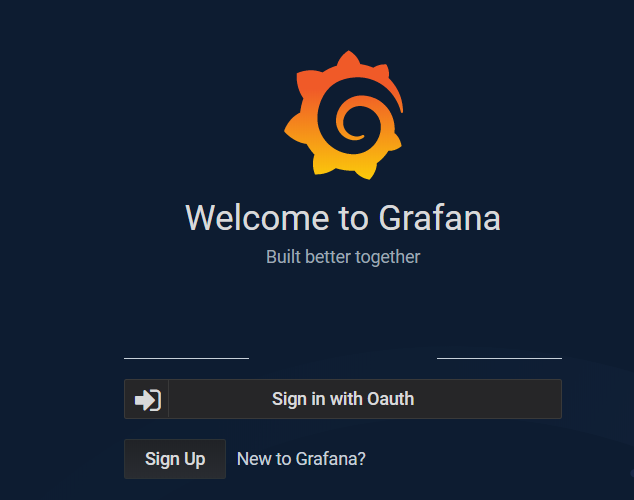 Welcome to Grafana
Built better together
Sign in with Oauth
Sign Up New to Grafana?